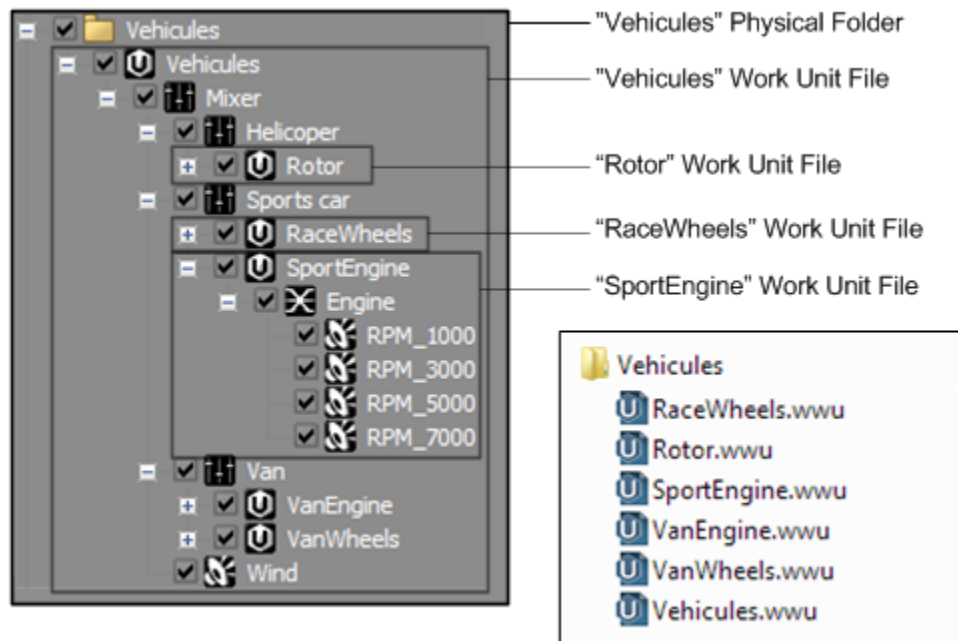 Vehicules
Vehicules
Mixer
Helicoper
Rotor
Sports car
RaceWheels
SportEngine
Engine
RPM_1000
RPM_3000
RPM_5000
RPM_7000
Van
VanEngine
VanWheels
Wind
"Vehicules" Physical Folder
"Vehicules" Work Unit File
“Rotor” Work Unit File
“RaceWheels” Work Unit File
“SportEngine” Work Unit File
Vehicules
RaceWheels.wwu
Rotor.wwu
SportEngine.wwu
VanEngine.wwu
VanWheels.wwu
Vehicules.wwu